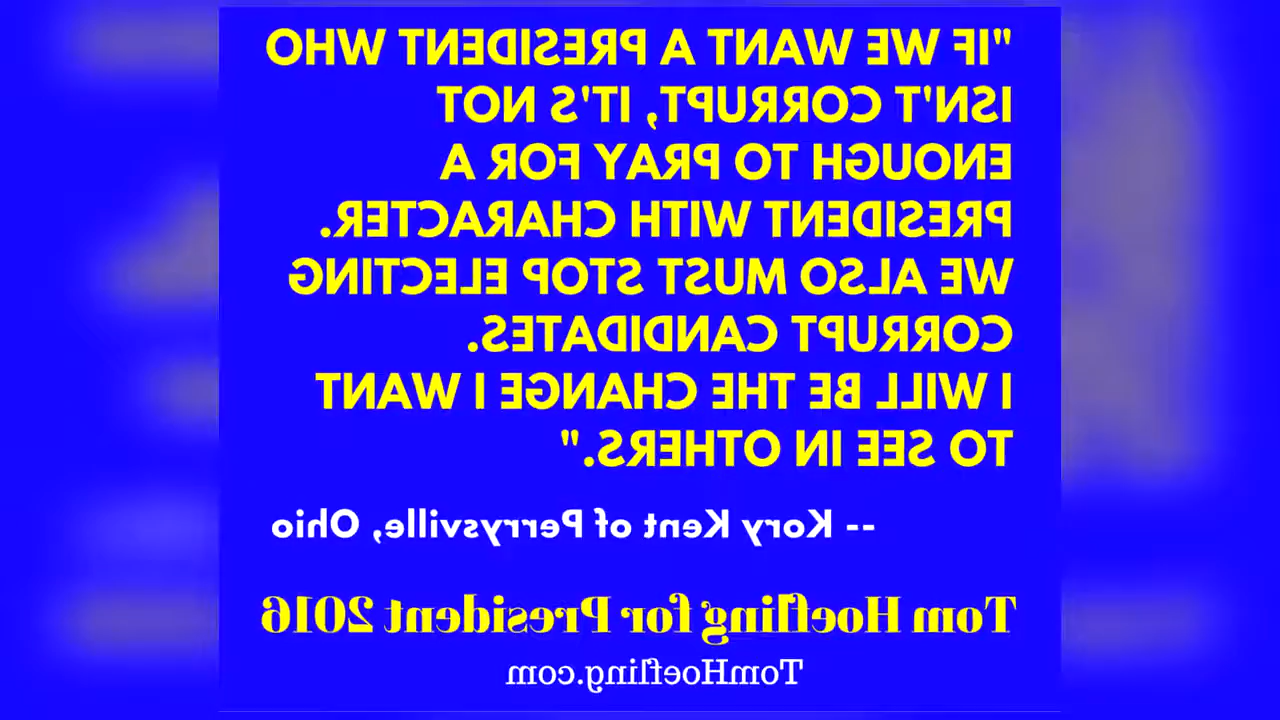 "IF WE WANT A PRESIDENT WHO
ISN'T CORRUPT, IT'S NOT
ENOUGH TO PRAY FOR A
PRESIDENT WITH CHARACTER.
WE ALSO MUST STOP ELECTING
CORRUPT CANDIDATES.
I WILL BE THE CHANGE I WANT
TO SEE IN OTHERS."
-- Kory Kent of Perrysville, Ohio
Tom Hoefling for President 2016
TomHoefling.com